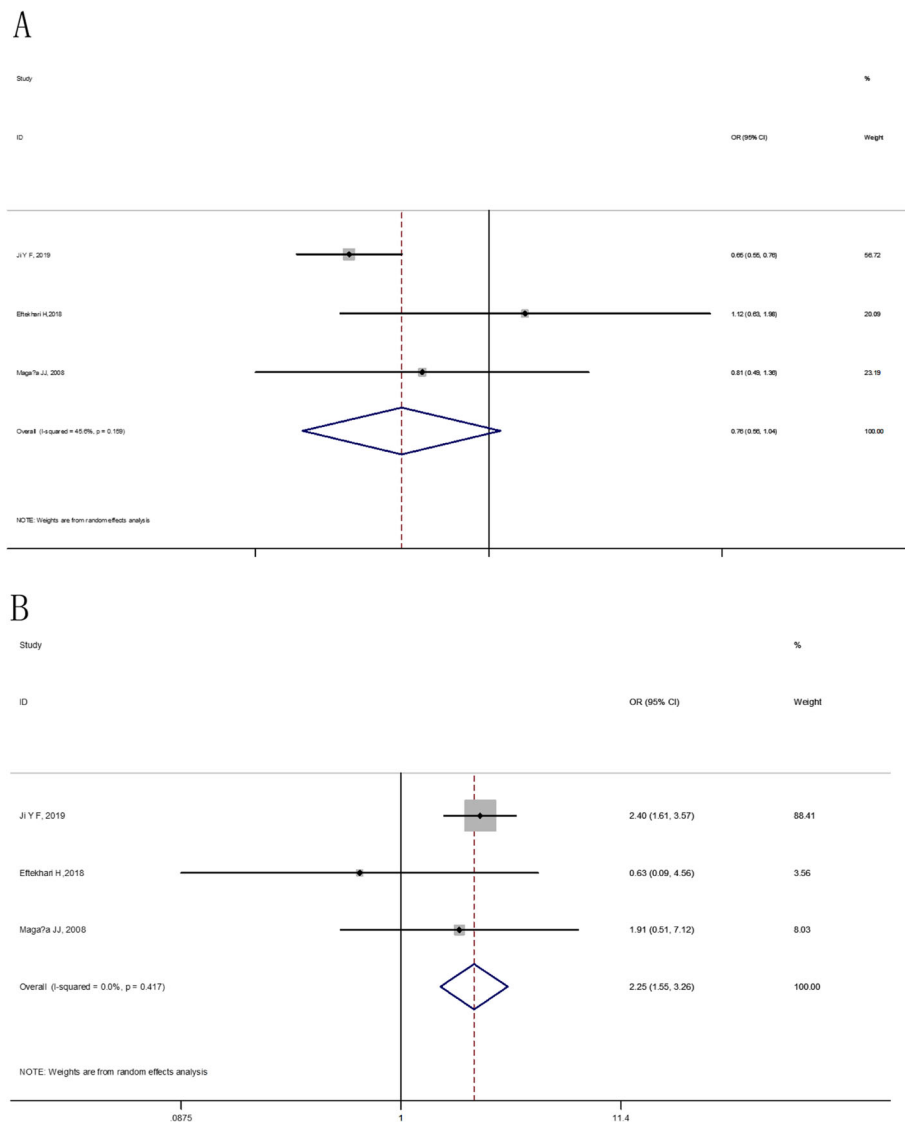 A
Study %
ID OR (95% CI) Weight
Ji Y F, 2019 0.66 (0.55, 0.76) 56.72
Eftekhari H,2018 1.12 (0.63, 1.98) 20.09
Maga?a JJ, 2008 0.81 (0.49, 1.36) 23.19
Overall (I-squared = 45.6%, p = 0.159) 0.76 (0.56, 1.04) 100.00
NOTE: Weights are from random effects analysis
B
Study %
ID OR (95% CI) Weight
Ji Y F, 2019 2.40 (1.61, 3.57) 88.41
Eftekhari H,2018 0.63 (0.09, 4.56) 3.56
Maga?a JJ, 2008 1.91 (0.51, 7.12) 8.03
Overall (I-squared = 0.0%, p = 0.417) 2.25 (1.55, 3.26) 100.00
NOTE: Weights are from random effects analysis
.0875 1 11.4